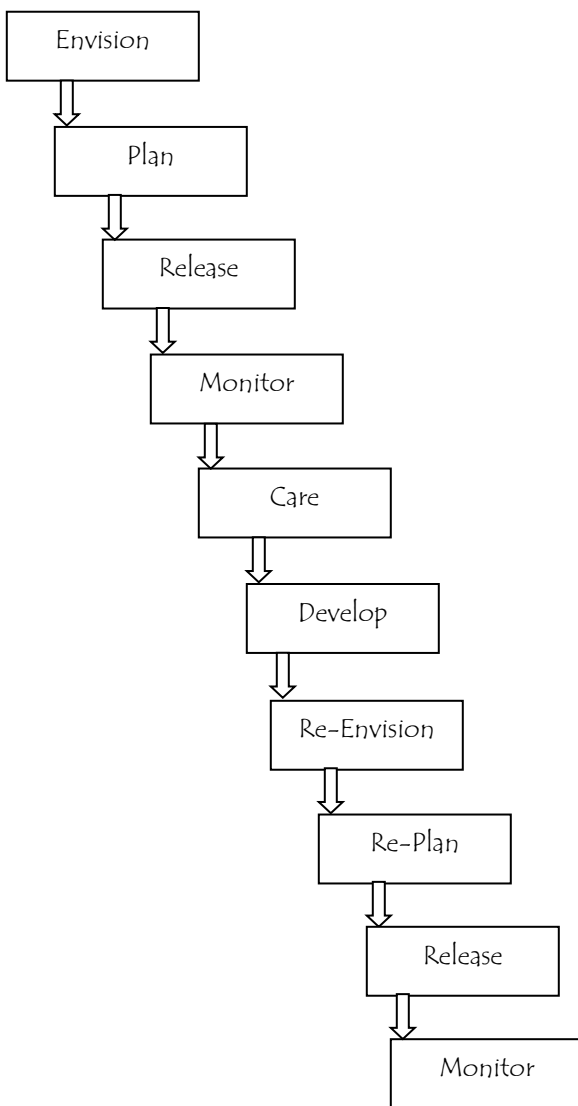 Envision
Plan
Release
Monitor
Care
Develop
Re-Envision
Re-Plan
Release
Monitor